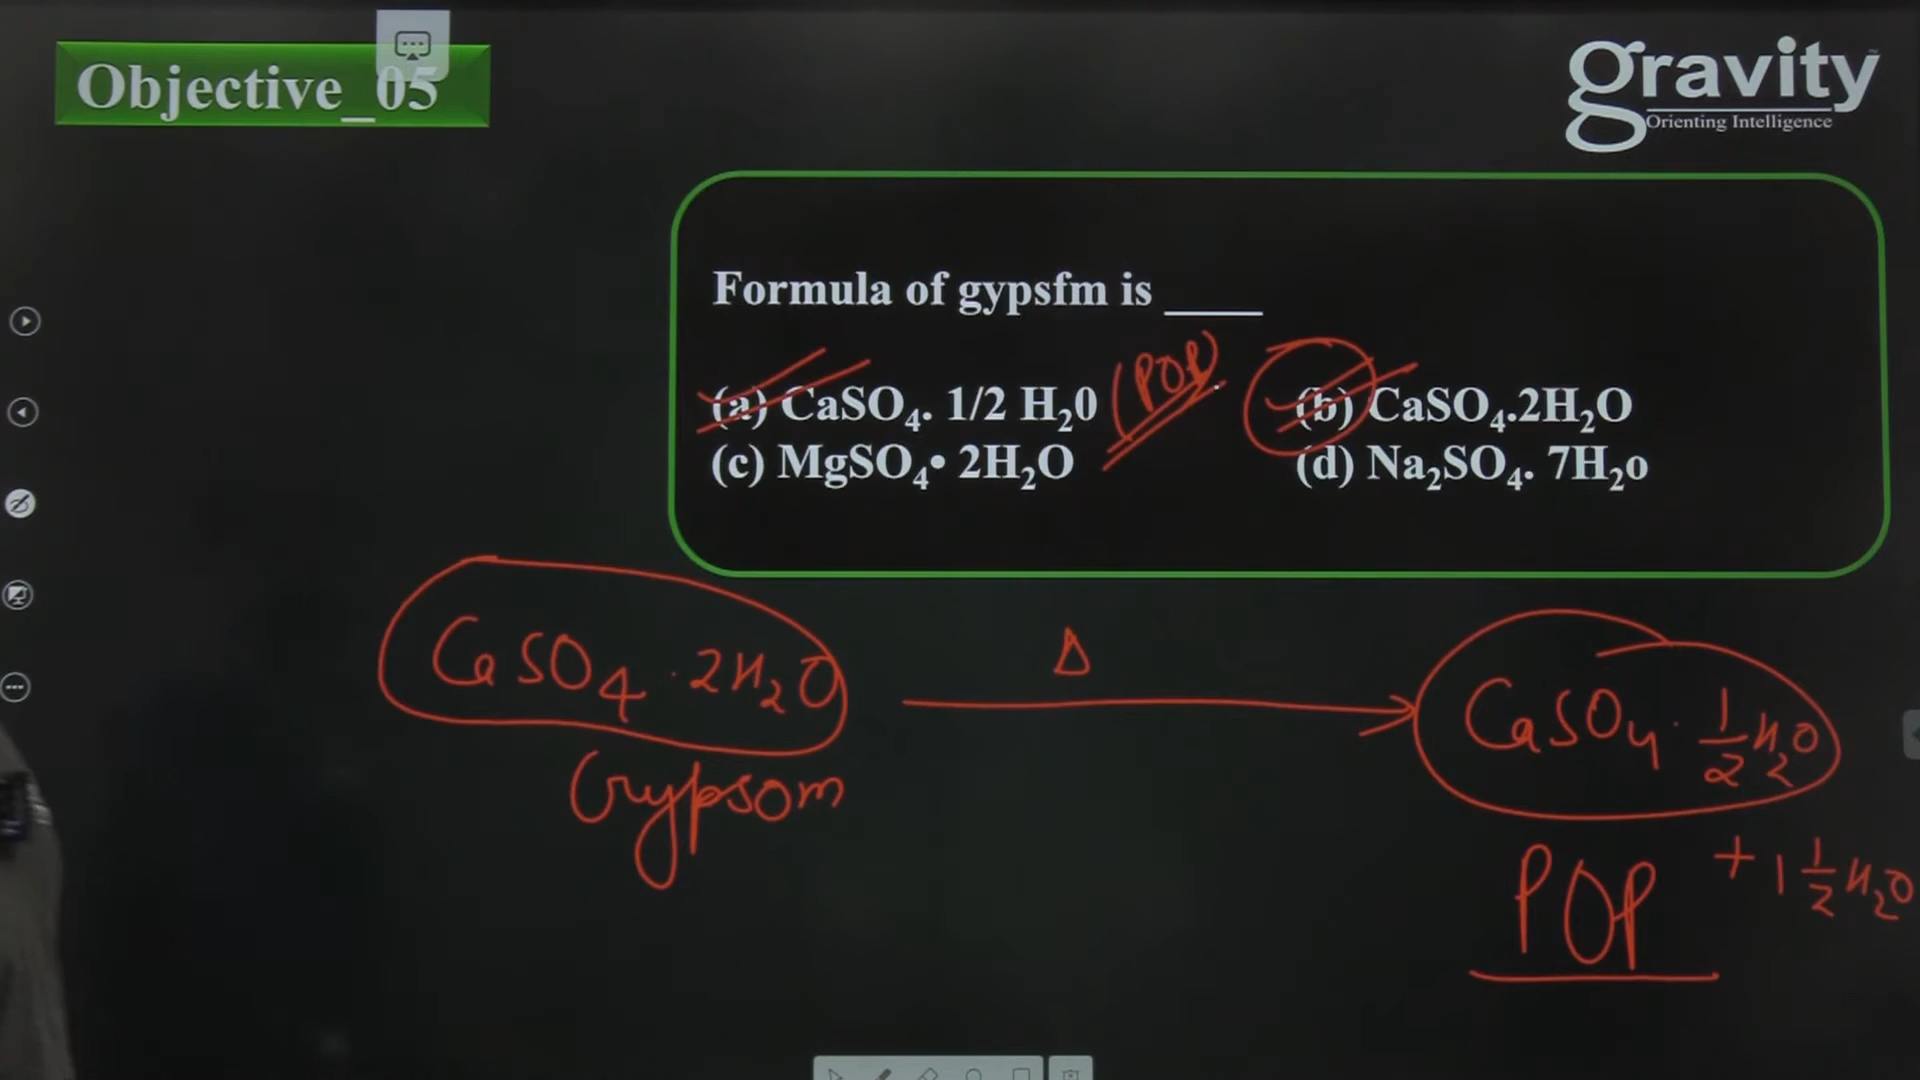 Objective_05
gravity
Orienting Intelligence
Formula of gypsfm is ____
(a) CaSO₄. 1/2 H₂0 (POP)
(b) CaSO₄.2H₂O
(c) MgSO₄• 2H₂O
(d) Na₂SO₄. 7H₂o
CaSO₄ · 2H₂O
Δ
CaSO₄ · 1/2 H₂O
Gypsom
+ 1 1/2 H₂O
POP